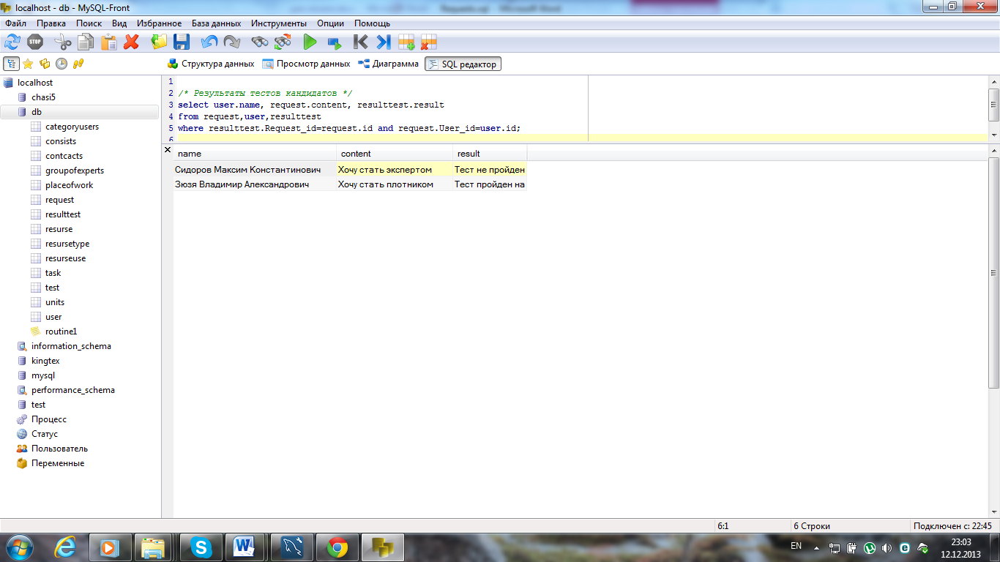 localhost - db - MySQL-Front
Файл Правка Поиск Вид Избранное База данных Инструменты Опции Помощь
STOP
Структура данных Просмотр данных Диаграмма SQL редактор
localhost
chasi5
db
categoryusers
consists
contcacts
groupofexperts
placeofwork
request
resulttest
resurse
resursetype
resurseuse
task
test
units
user
routine1
information_schema
kingtex
mysql
performance_schema
test
Процесс
Статус
Пользователь
Переменные
1
2 /* Результаты тестов кандидатов */
3 select user.name, request.content, resulttest.result
4 from request,user,resulttest
5 where resulttest.Request_id=request.id and request.User_id=user.id;
6
name content result
Сидоров Максим Константинович Хочу стать экспертом Тест не пройден
Зюзя Владимир Александрович Хочу стать плотником Тест пройден на
6:1 6 Строки Подключен с: 22:45
EN 23:03
12.12.2013